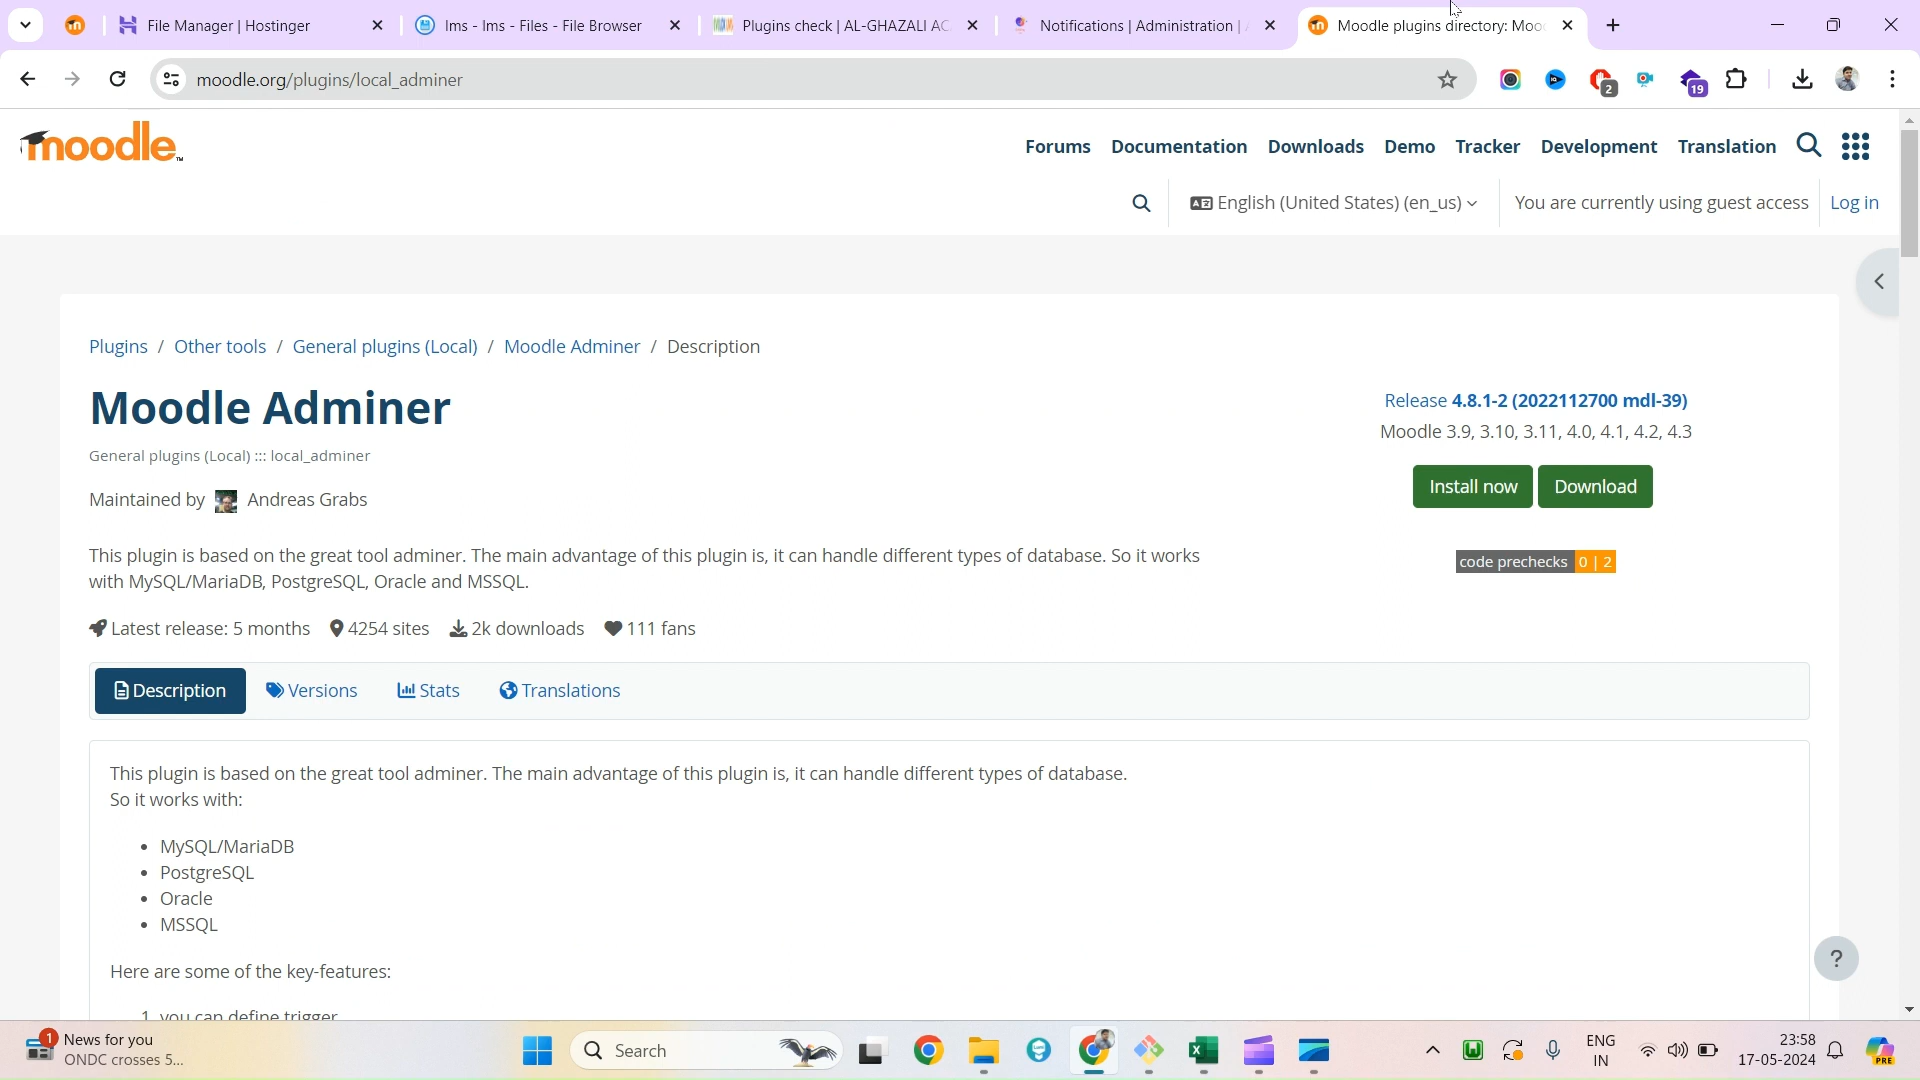 File Manager | Hostinger
lms - lms - Files - File Browser
Plugins check | AL-GHAZALI AC
Notifications | Administration |
Moodle plugins directory: Moo
moodle.org/plugins/local_adminer
2
19
moodle™
Forums Documentation Downloads Demo Tracker Development Translation
English (United States) (en_us)
You are currently using guest access
Log in
Plugins / Other tools / General plugins (Local) / Moodle Adminer / Description
Moodle Adminer
Release 4.8.1-2 (2022112700 mdl-39)
Moodle 3.9, 3.10, 3.11, 4.0, 4.1, 4.2, 4.3
General plugins (Local) ::: local_adminer
Install now Download
Maintained by Andreas Grabs
This plugin is based on the great tool adminer. The main advantage of this plugin is, it can handle different types of database. So it works
with MySQL/MariaDB, PostgreSQL, Oracle and MSSQL.
code prechecks 0 | 2
Latest release: 5 months 4254 sites 2k downloads 111 fans
Description Versions Stats Translations
This plugin is based on the great tool adminer. The main advantage of this plugin is, it can handle different types of database.
So it works with:
• MySQL/MariaDB
• PostgreSQL
• Oracle
• MSSQL
Here are some of the key-features:
1. you can define trigger
?
1
News for you
ONDC crosses 5...
Search
ENG
IN
23:58
17-05-2024
PRE